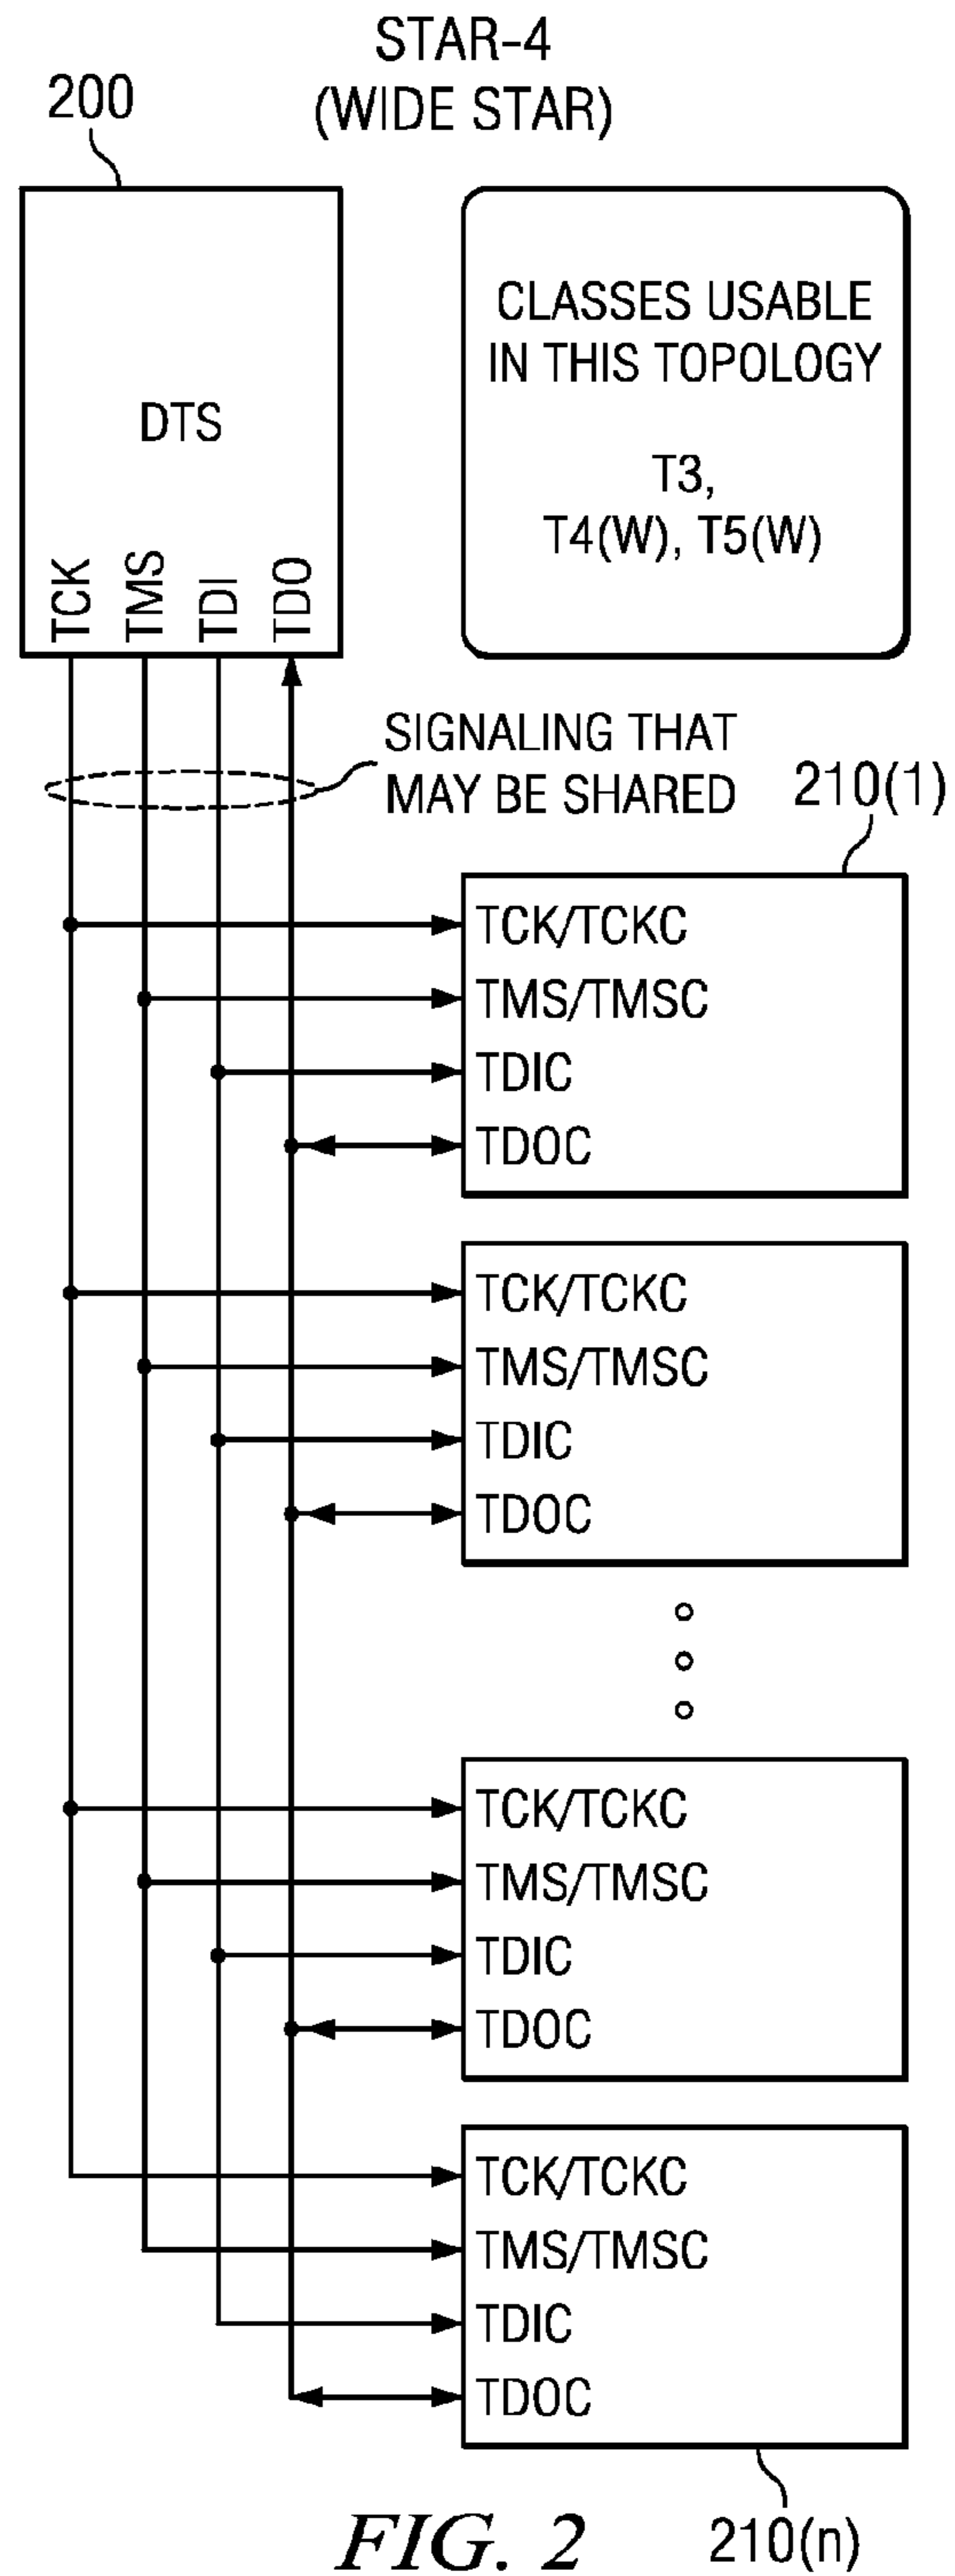 STAR-4
(WIDE STAR)
200
DTS
TCK
TMS
TDI
TDO
CLASSES USABLE
IN THIS TOPOLOGY
T3,
T4(W), T5(W)
SIGNALING THAT
MAY BE SHARED
210(1)
TCK/TCKC
TMS/TMSC
TDIC
TDOC
TCK/TCKC
TMS/TMSC
TDIC
TDOC
TCK/TCKC
TMS/TMSC
TDIC
TDOC
TCK/TCKC
TMS/TMSC
TDIC
TDOC
210(n)
FIG. 2